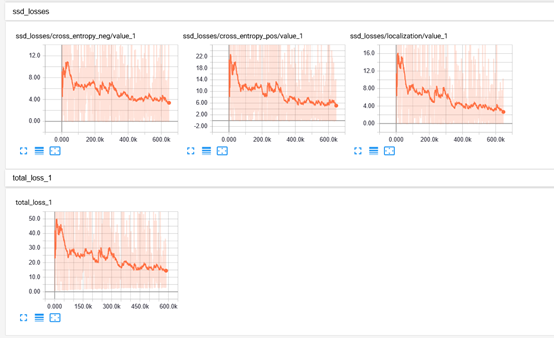 ssd_losses
ssd_losses/cross_entropy_neg/value_1
12.0
8.00
4.00
0.00
0.000 200.0k 400.0k 600.0k
ssd_losses/cross_entropy_pos/value_1
22.0
18.0
14.0
10.0
6.00
2.00
-2.00
0.000 200.0k 400.0k 600.0k
ssd_losses/localization/value_1
16.0
12.0
8.00
4.00
0.00
0.000 200.0k 400.0k 600.0k
total_loss_1
total_loss_1
50.0
40.0
30.0
20.0
10.0
0.00
0.000 150.0k 300.0k 450.0k 600.0k